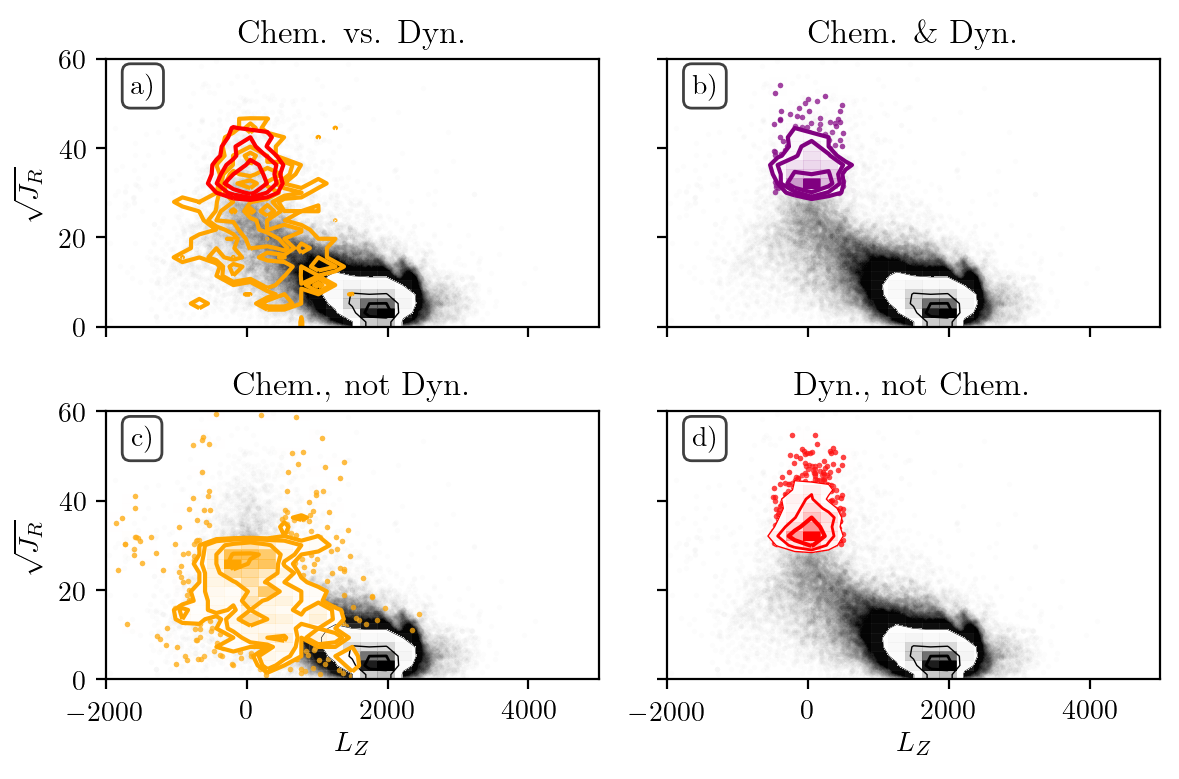 Chem. vs. Dyn.
Chem. & Dyn.
a)
b)
60
40
20
0
√J_R
Chem., not Dyn.
Dyn., not Chem.
c)
d)
60
40
20
0
√J_R
−2000 0 2000 4000
−2000 0 2000 4000
L_Z
L_Z